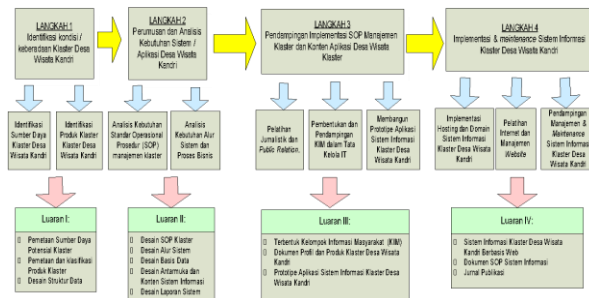 LANGKAH 1
Identifikasi kondisi /
keberadaan Klaster Desa
Wisata Kandri
LANGKAH 2
Perumusan dan Analisis
Kebutuhan Sistem /
Aplikasi Desa Wisata
Kandri
LANGKAH 3
Pendampingan Implementasi SOP Manajemen
Klaster dan Konten Aplikasi Desa Wisata
Klaster
LANGKAH 4
Implementasi & maintenance Sistem Informasi
Klaster Desa Wisata Kandri
Identifikasi
Sumber Daya
Klaster Desa
Wisata Kandri
Identifikasi
Produk Klaster
Klaster Desa
Wisata Kandri
Analisis Kebutuhan
Standar Operasional
Prosedur (SOP)
manajemen klaster
Analisis
Kebutuhan Alur
Sistem dan
Proses Bisnis
Pelatihan
Jurnalistik dan
Public Relation,
Pembentukan dan
Pendampingan
KIM dalam Tata
Kelola IT
Membangun
Prototipe Aplikasi
Sistem Informasi
Klaster Desa
Wisata Kandri
Implementasi
Hosting dan Domain
Sistem Informasi
Klaster Desa Wisata
Kandri
Pelatihan
Internet dan
Manajemen
Website
Pendampingan
Manajemen &
Maintenance
Sistem Informasi
Klaster Desa
Wisata Kandri
Luaran I:
Pemetaan Sumber Daya
Potensial Klaster
Pemetaan dan klasifikasi
Produk Klaster
Desain Struktur Data
Luaran II:
Desain SOP Klaster
Desain Alur Sistem
Desain Basis Data
Desain Antarmuka dan
Konten Sistem Informasi
Desain Laporan Sistem
Luaran III:
Terbentuk Kelompok Informasi Masyarakat (KIM)
Dokumen Profil dan Produk Klaster Desa Wisata
Kandri
Prototipe Aplikasi Sistem Informasi Klaster Desa
Wisata Kandri
Luaran IV:
Sistem Informasi Klaster Desa Wisata
Kandri Berbasis Web
Dokumen SOP Sistem Informasi
Jurnal Publikasi